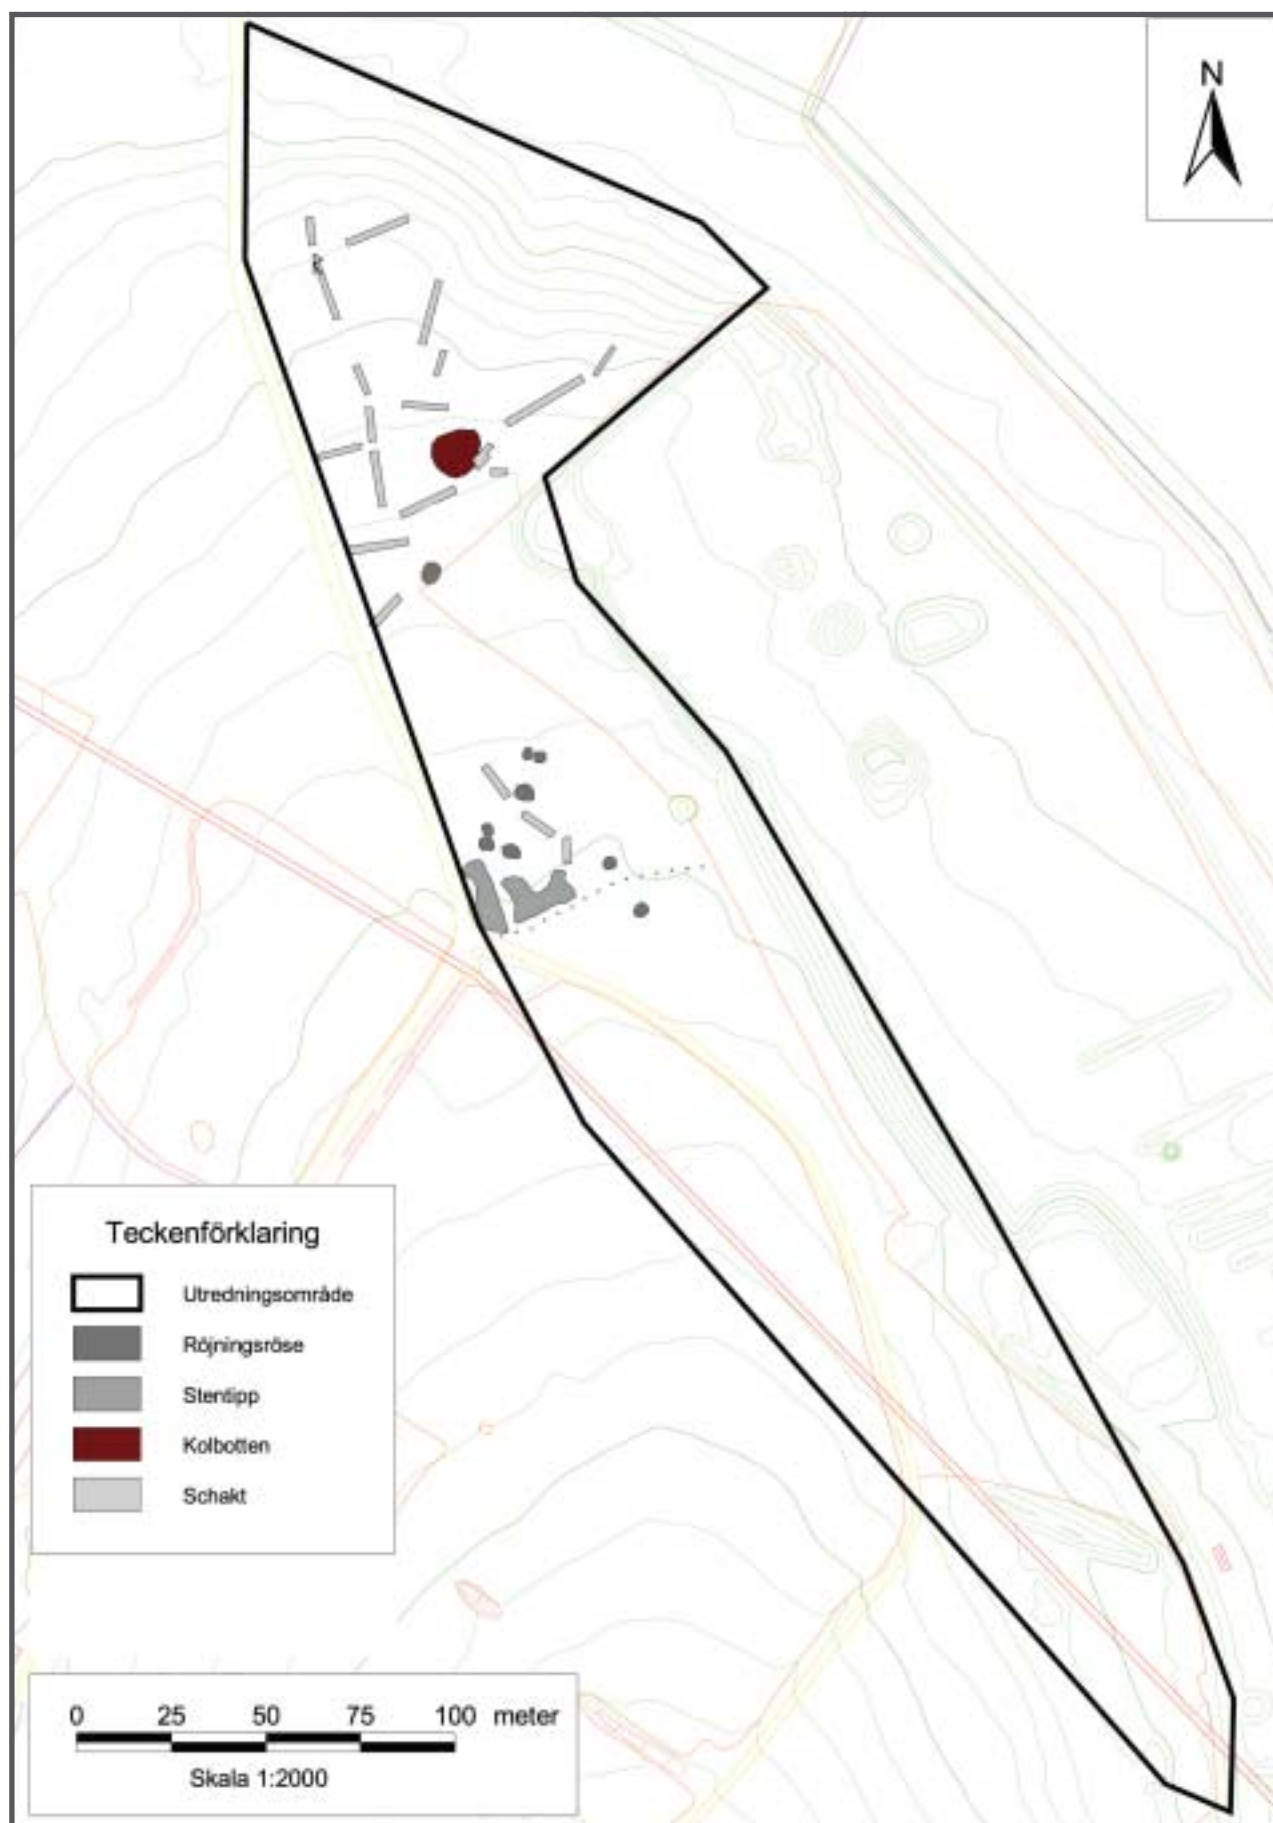 N
Teckenförklaring
Utredningsområde
Röjningsröse
Stentipp
Kolbotten
Schakt
0 25 50 75 100 meter
Skala 1:2000